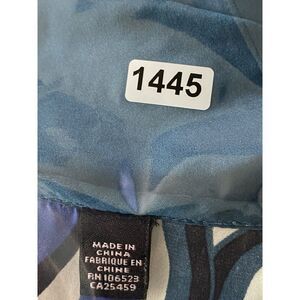 1445
MADE IN
CHINA
FABRIQUE EN
CHINE
RN 106523
CA25459